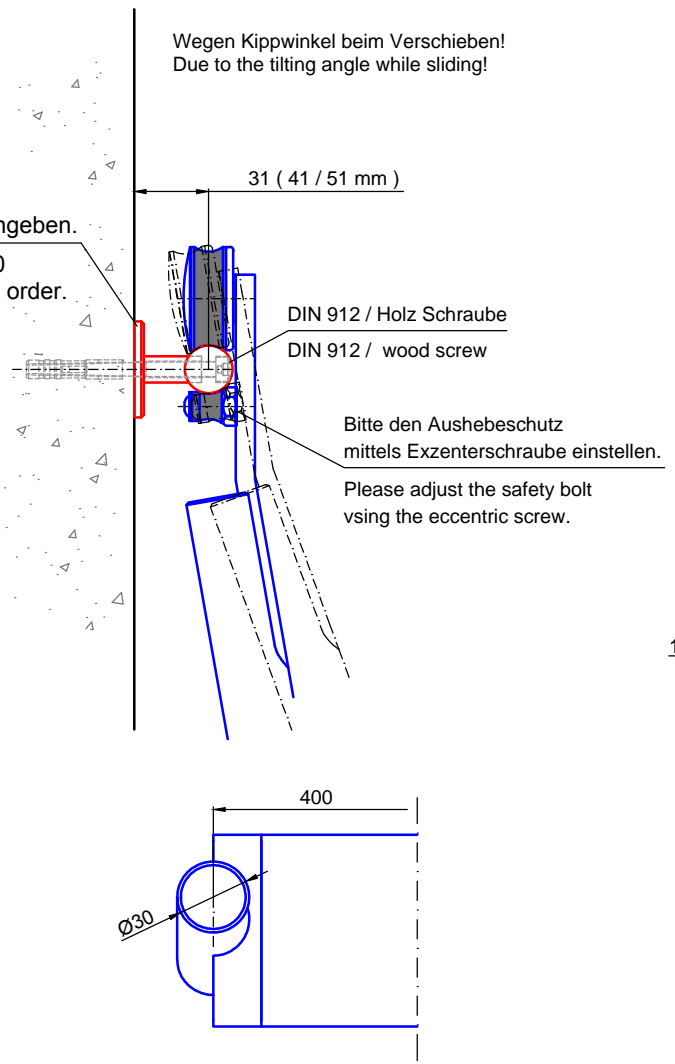 Wegen Kippwinkel beim Verschieben!
Due to the tilting angle while sliding!
31 ( 41 / 51 mm )
ngeben.
0
order.
DIN 912 / Holz Schraube
DIN 912 / wood screw
Bitte den Aushebeschutz
mittels Exzenterschraube einstellen.
Please adjust the safety bolt
vsing the eccentric screw.
1
400
Ø30